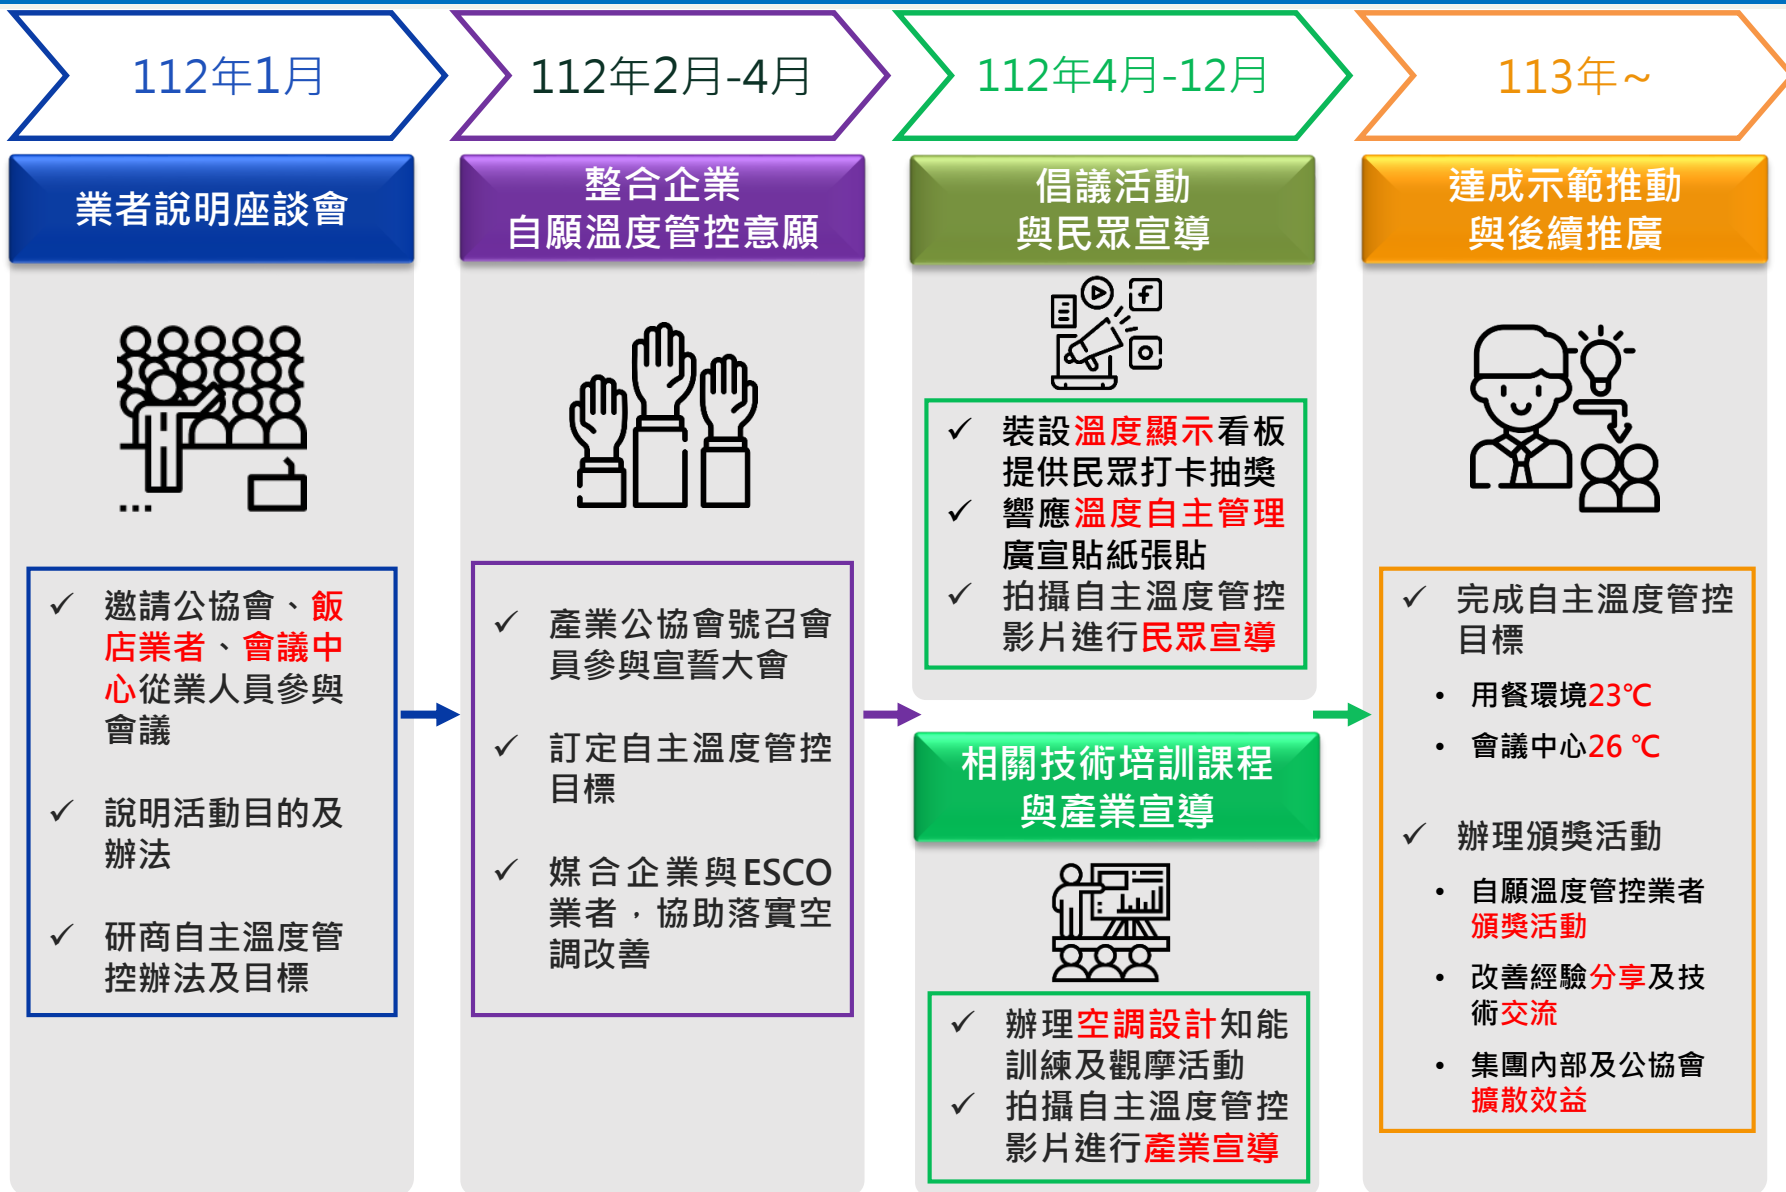 112年1月
112年2月-4月
112年4月-12月
113年~
業者說明座談會
✓ 邀請公協會、飯
店業者、會議中
心從業人員參與
會議
✓ 說明活動目的及
辦法
✓ 研商自主溫度管
控辦法及目標
整合企業
自願溫度管控意願
✓ 產業公協會號召會
員參與宣誓大會
✓ 訂定自主溫度管控
目標
✓ 媒合企業與ESCO
業者，協助落實空
調改善
倡議活動
與民眾宣導
✓ 裝設溫度顯示看板
提供民眾打卡抽獎
✓ 響應溫度自主管理
廣宣貼紙張貼
✓ 拍攝自主溫度管控
影片進行民眾宣導
相關技術培訓課程
與產業宣導
✓ 辦理空調設計知能
訓練及觀摩活動
✓ 拍攝自主溫度管控
影片進行產業宣導
達成示範推動
與後續推廣
✓ 完成自主溫度管控
目標
• 用餐環境23℃
• 會議中心26 ℃
✓ 辦理頒獎活動
• 自願溫度管控業者
頒獎活動
• 改善經驗分享及技
術交流
• 集團內部及公協會
擴散效益